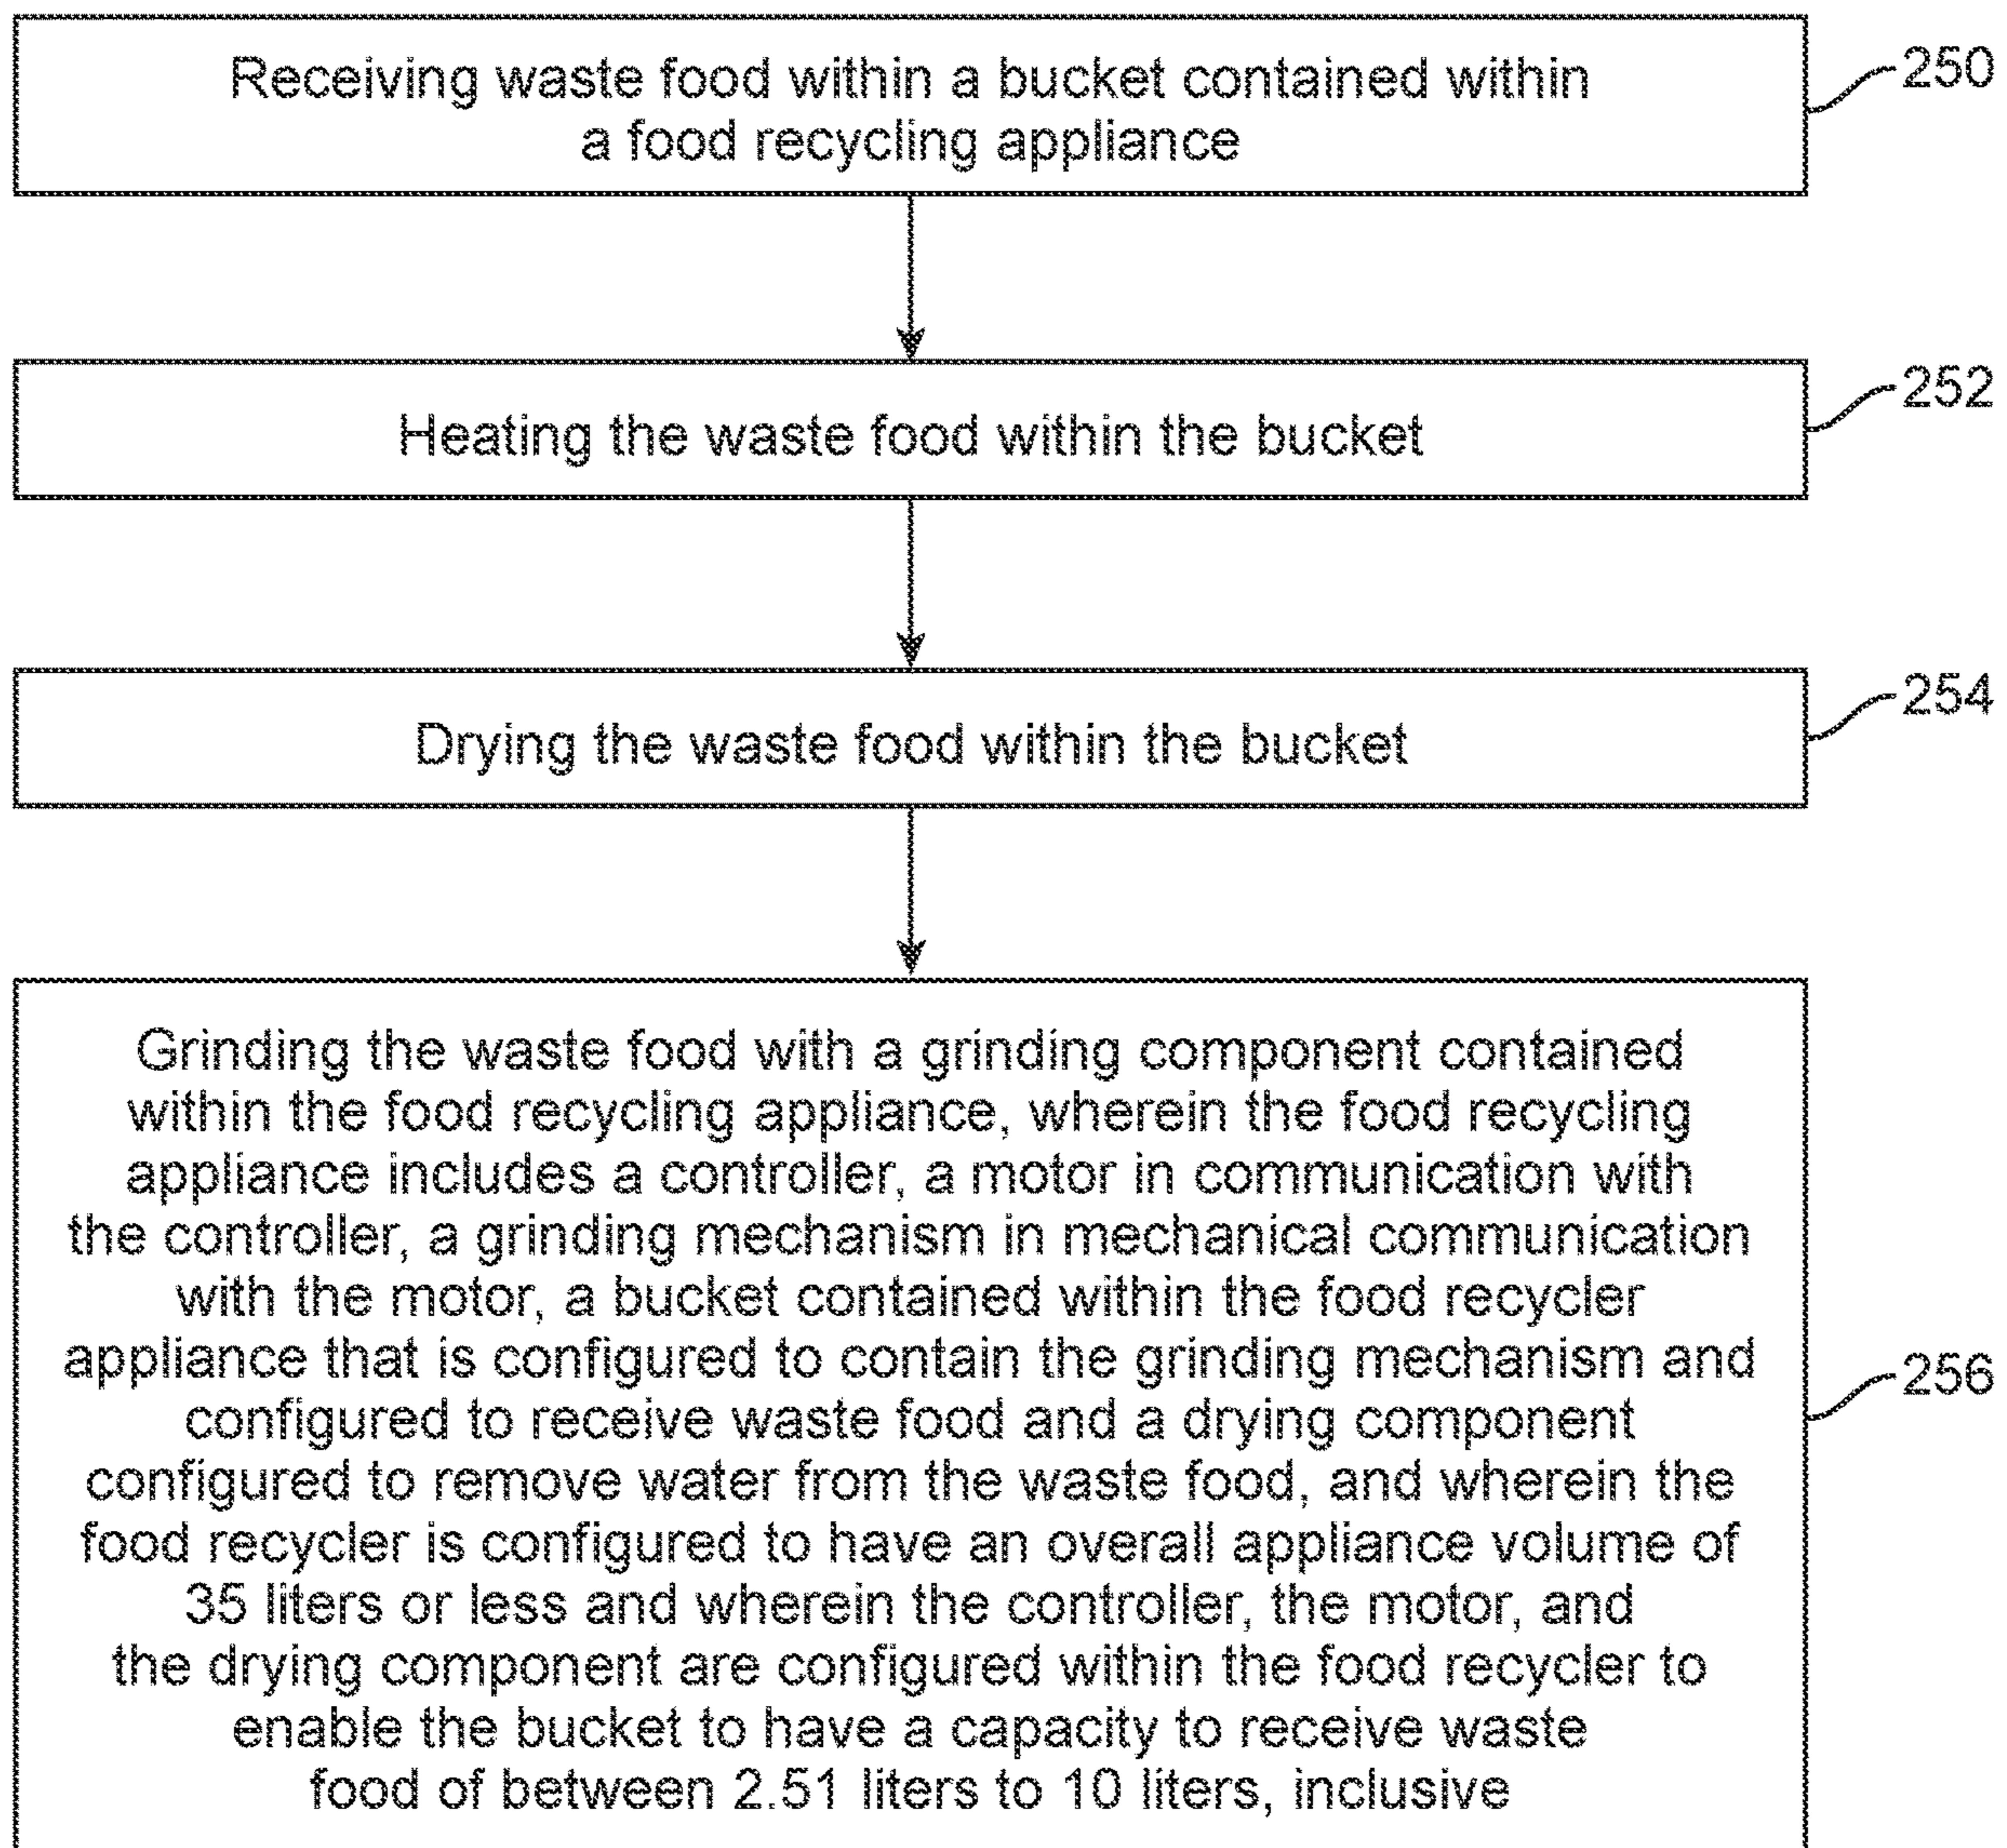 Receiving waste food within a bucket contained within
a food recycling appliance
250
Heating the waste food within the bucket
252
Drying the waste food within the bucket
254
Grinding the waste food with a grinding component contained
within the food recycling appliance, wherein the food recycling
appliance includes a controller, a motor in communication with
the controller, a grinding mechanism in mechanical communication
with the motor, a bucket contained within the food recycler
appliance that is configured to contain the grinding mechanism and
configured to receive waste food and a drying component
configured to remove water from the waste food, and wherein the
food recycler is configured to have an overall appliance volume of
35 liters or less and wherein the controller, the motor, and
the drying component are configured within the food recycler to
enable the bucket to have a capacity to receive waste
food of between 2.51 liters to 10 liters, inclusive
256